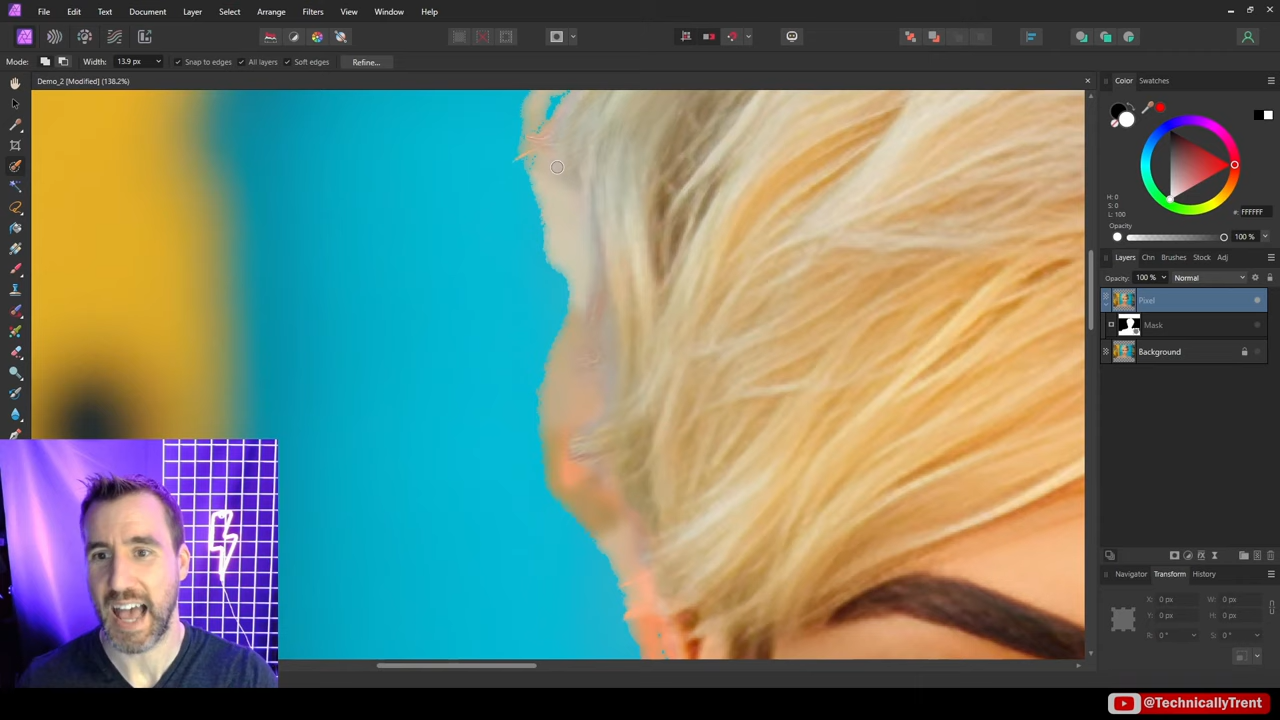 File Edit Text Document Layer Select Arrange Filters View Window Help
Mode: Width: 13.9 px Snap to edges All layers Soft edges Refine...
Demo_2 [Modified] (138.2%)
Color Swatches
H: 0
S: 0
L: 100
#: FFFFFF
Opacity
100 %
Layers Chn Brushes Stock Adj
Opacity: 100 % Normal
Pixel
Mask
Background
Navigator Transform History
X: 0 px W: 0 px
Y: 0 px H: 0 px
R: 0 ° S: 0 °
@TechnicallyTrent